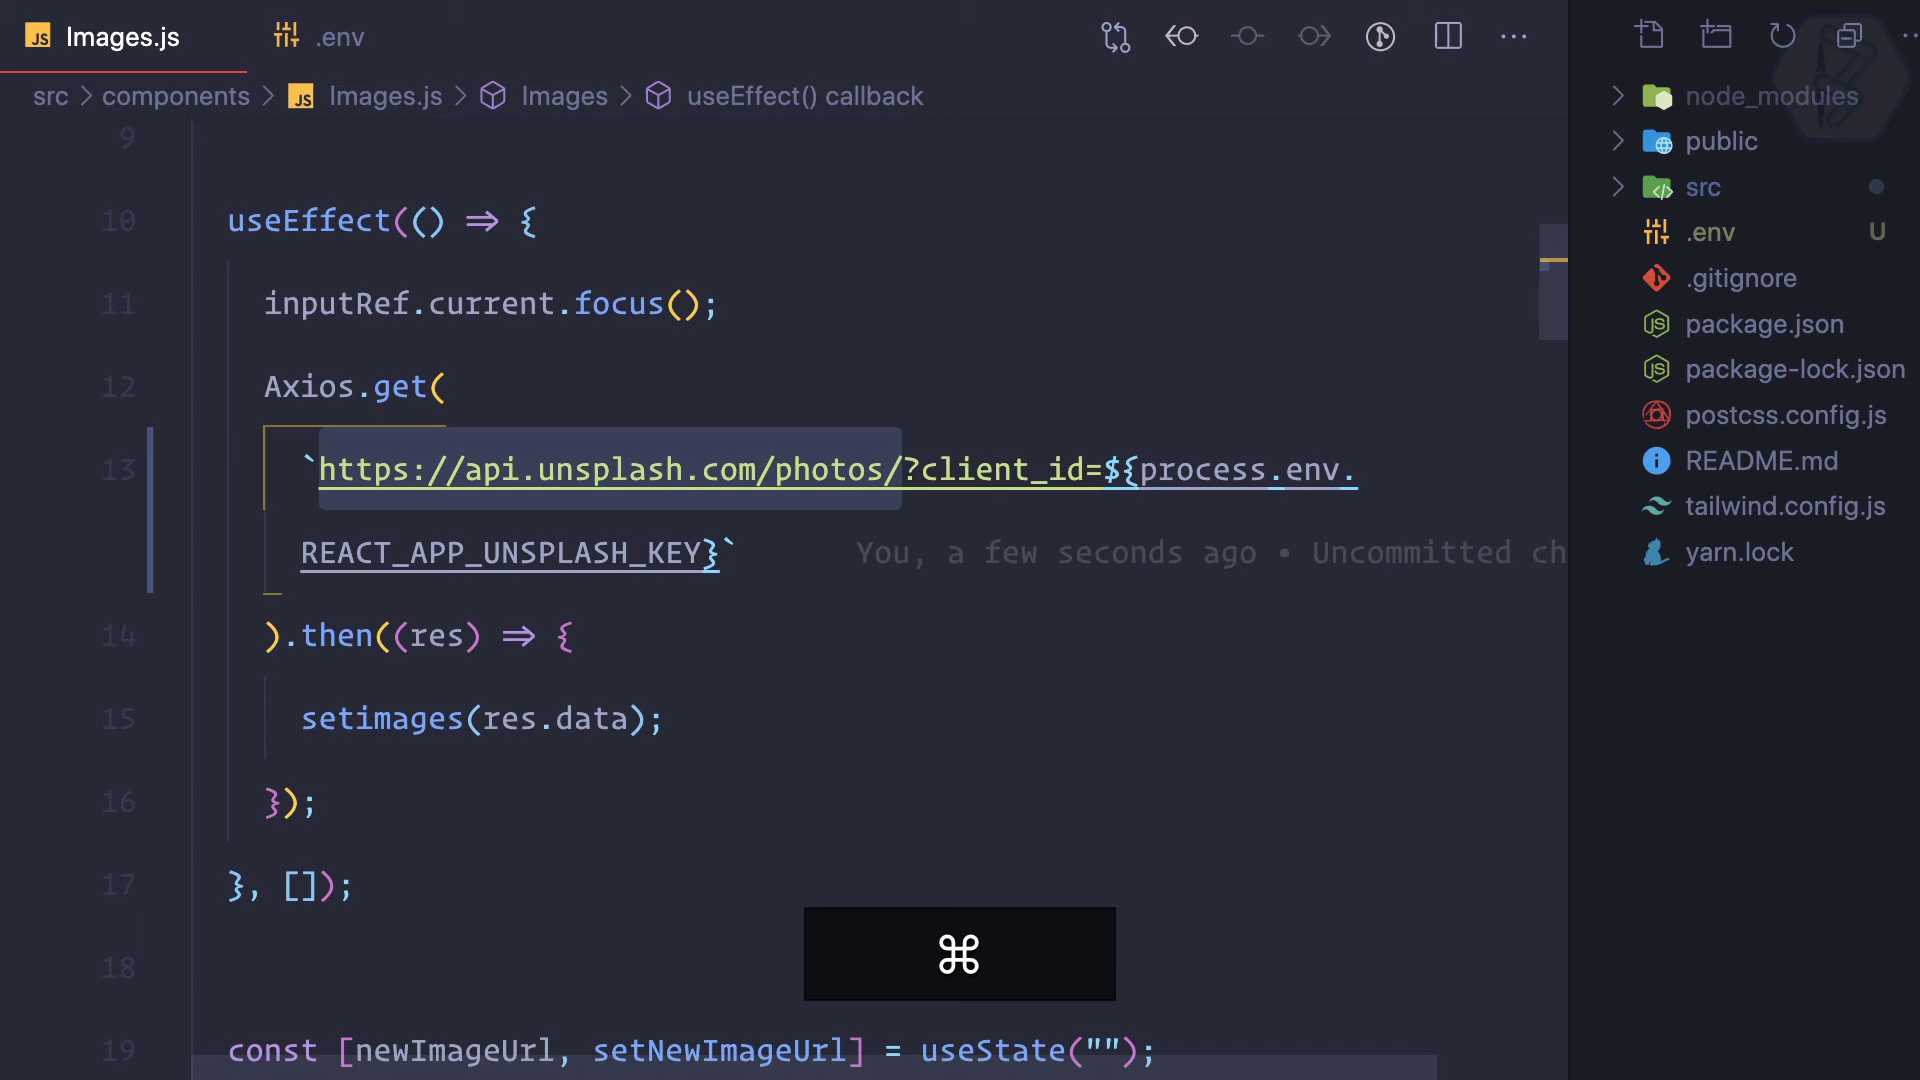 JS Images.js
.env
src > components > JS Images.js > Images > useEffect() callback
9
10 useEffect(() => {
11 inputRef.current.focus();
12 Axios.get(
13 `https://api.unsplash.com/photos/?client_id=${process.env.
REACT_APP_UNSPLASH_KEY}` You, a few seconds ago • Uncommitted ch
14 ).then((res) => {
15 setimages(res.data);
16 });
17 }, []);
18
19 const [newImageUrl, setNewImageUrl] = useState("");
⌘
node_modules
public
src
.env U
.gitignore
package.json
package-lock.json
postcss.config.js
README.md
tailwind.config.js
yarn.lock